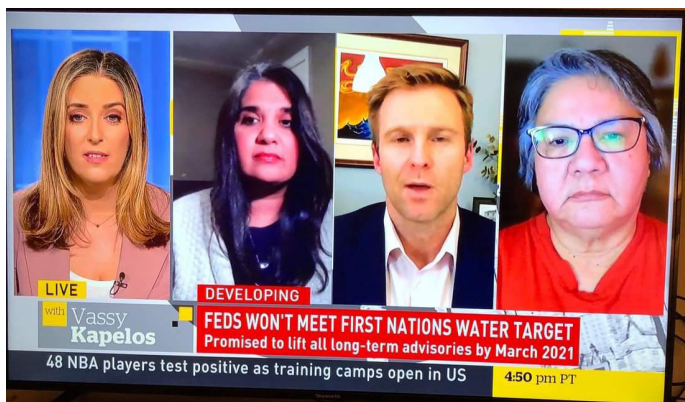 LIVE
with Vassy
Kapelos
DEVELOPING
FEDS WON'T MEET FIRST NATIONS WATER TARGET
Promised to lift all long-term advisories by March 2021
48 NBA players test positive as training camps open in US
4:50 pm PT